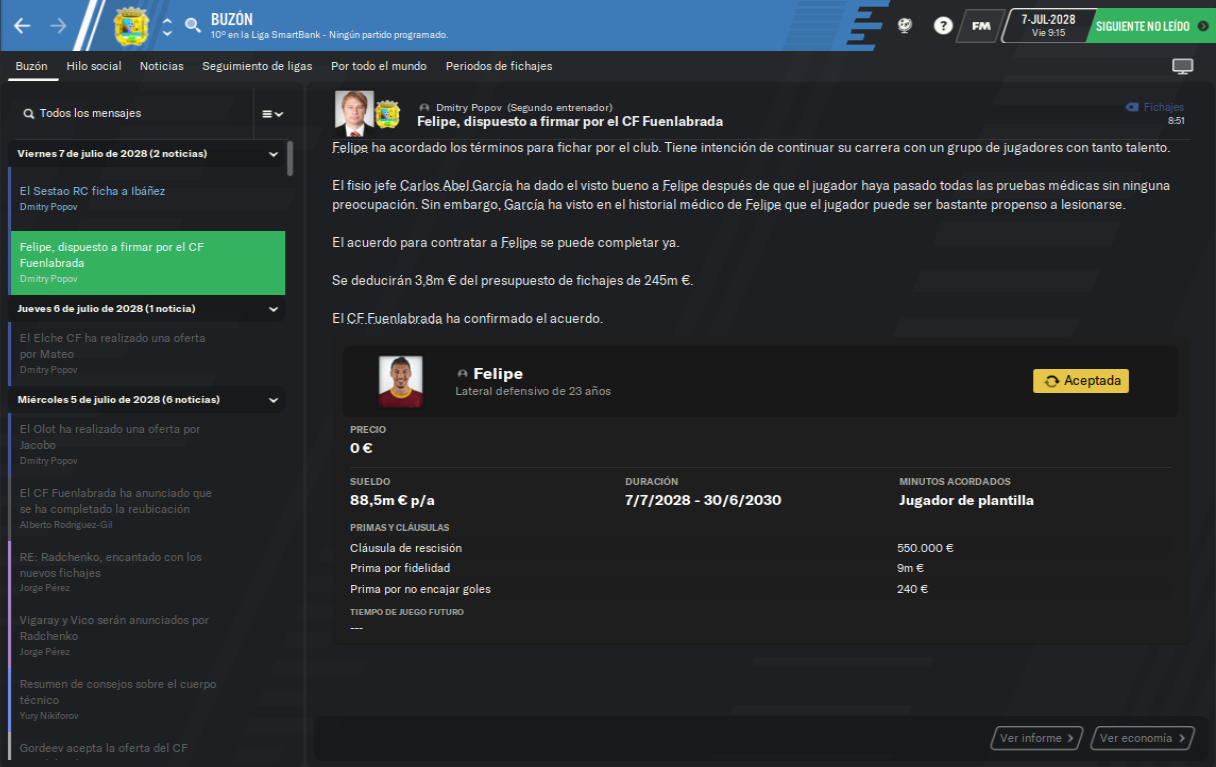 BUZÓN
10º en la Liga SmartBank - Ningún partido programado.
?
FM
7-JUL-2028
Vie 9:15
SIGUIENTE NO LEÍDO
Buzón
Hilo social
Noticias
Seguimiento de ligas
Por todo el mundo
Periodos de fichajes
Todos los mensajes
Viernes 7 de julio de 2028 (2 noticias)
El Sestao RC ficha a Ibáñez
Dmitry Popov
Felipe, dispuesto a firmar por el CF
Fuenlabrada
Dmitry Popov
Jueves 6 de julio de 2028 (1 noticia)
El Elche CF ha realizado una oferta
por Mateo
Dmitry Popov
Miércoles 5 de julio de 2028 (6 noticias)
El Olot ha realizado una oferta por
Jacobo
Dmitry Popov
El CF Fuenlabrada ha anunciado que
se ha completado la reubicación
Alberto Rodríguez-Gil
RE: Radchenko, encantado con los
nuevos fichajes
Jorge Pérez
Vigaray y Vico serán anunciados por
Radchenko
Jorge Pérez
Resumen de consejos sobre el cuerpo
técnico
Yury Nikiforov
Gordeev acepta la oferta del CF
Dmitry Popov (Segundo entrenador)
Felipe, dispuesto a firmar por el CF Fuenlabrada
Fichajes
8:51
Felipe ha acordado los términos para fichar por el club. Tiene intención de continuar su carrera con un grupo de jugadores con tanto talento.
El fisio jefe Carlos Abel García ha dado el visto bueno a Felipe después de que el jugador haya pasado todas las pruebas médicas sin ninguna
preocupación. Sin embargo, García ha visto en el historial médico de Felipe que el jugador puede ser bastante propenso a lesionarse.
El acuerdo para contratar a Felipe se puede completar ya.
Se deducirán 3,8m € del presupuesto de fichajes de 245m €.
El CF Fuenlabrada ha confirmado el acuerdo.
Felipe
Lateral defensivo de 23 años
Aceptada
PRECIO
0 €
SUELDO
88,5m € p/a
DURACIÓN
7/7/2028 - 30/6/2030
MINUTOS ACORDADOS
Jugador de plantilla
PRIMAS Y CLÁUSULAS
Cláusula de rescisión 550.000 €
Prima por fidelidad 9m €
Prima por no encajar goles 240 €
TIEMPO DE JUEGO FUTURO
---
Ver informe
Ver economía